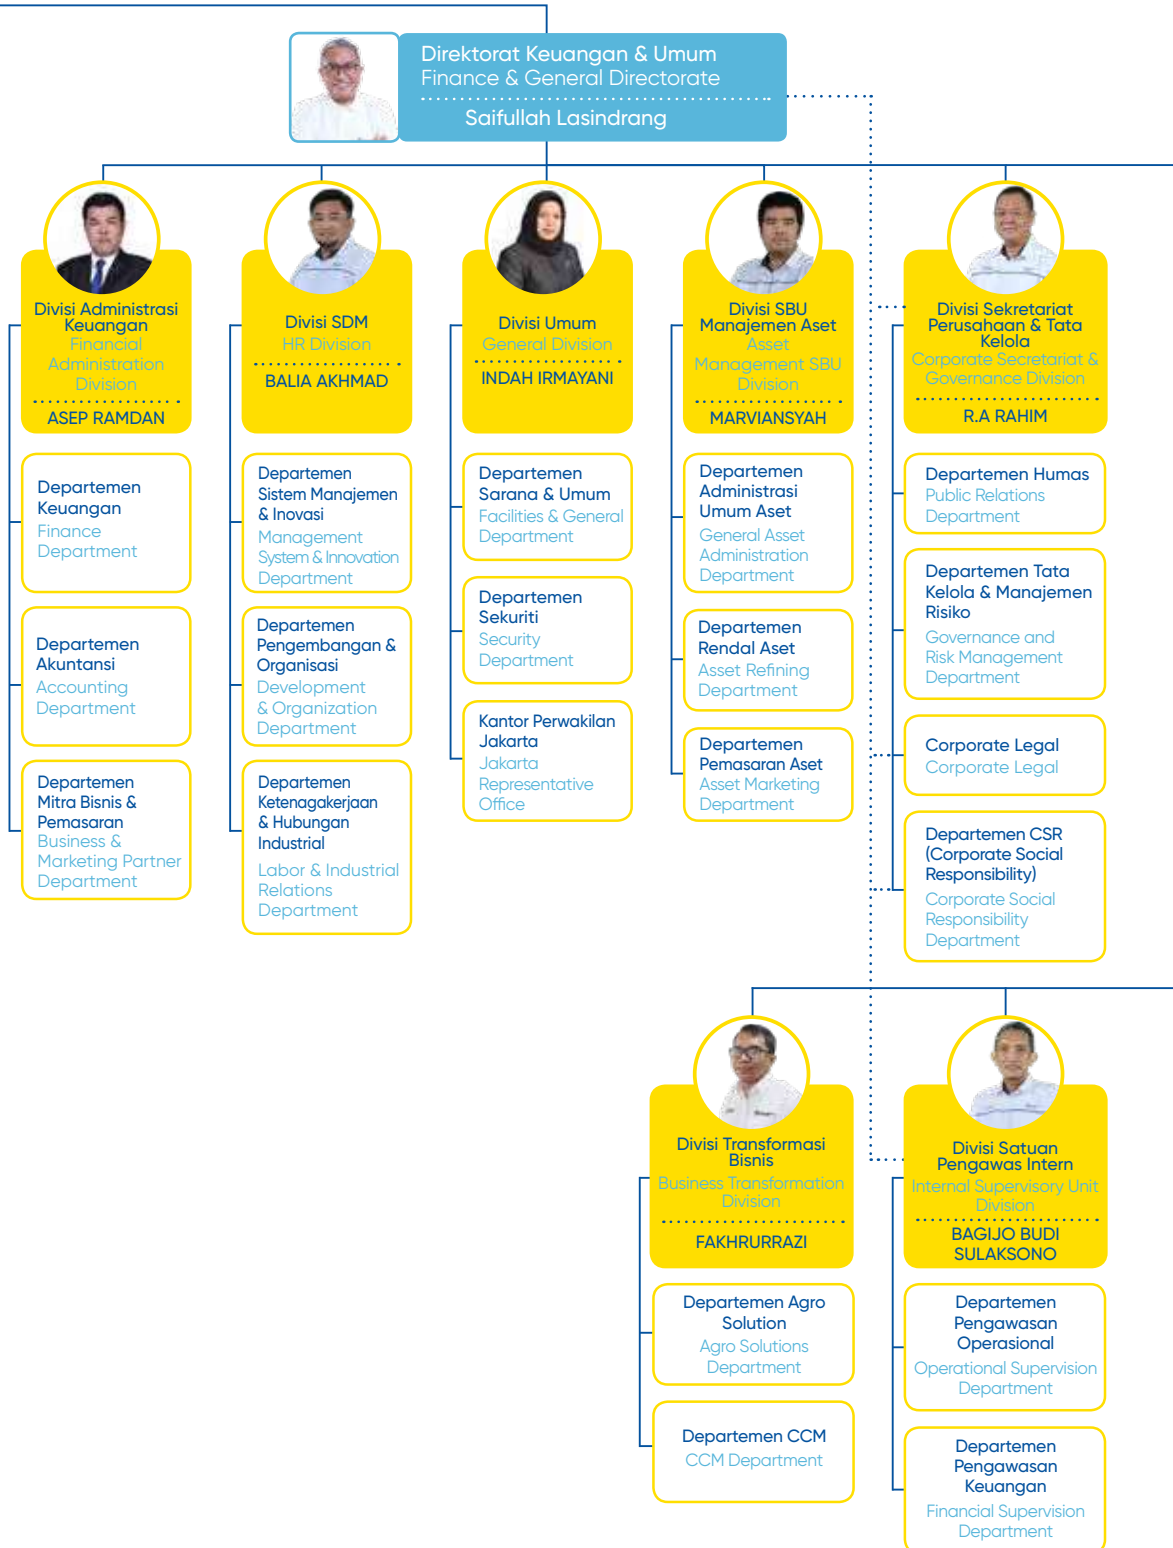 Direktorat Keuangan & Umum
Finance & General Directorate
Saifullah Lasindrang
Divisi Administrasi
Keuangan
Financial
Administration
Division
ASEP RAMDAN
Departemen
Keuangan
Finance
Department
Departemen
Akuntansi
Accounting
Department
Departemen
Mitra Bisnis &
Pemasaran
Business &
Marketing Partner
Department
Divisi SDM
HR Division
BALIA AKHMAD
Departemen
Sistem Manajemen
& Inovasi
Management
System & Innovation
Department
Departemen
Pengembangan &
Organisasi
Development
& Organization
Department
Departemen
Ketenagakerjaan
& Hubungan
Industrial
Labor & Industrial
Relations
Department
Divisi Umum
General Division
INDAH IRMAYANI
Departemen
Sarana & Umum
Facilities & General
Department
Departemen
Sekuriti
Security
Department
Kantor Perwakilan
Jakarta
Jakarta
Representative
Office
Divisi SBU
Manajemen Aset
Asset
Management SBU
Division
MARVIANSYAH
Departemen
Administrasi
Umum Aset
General Asset
Administration
Department
Departemen
Rendal Aset
Asset Refining
Department
Departemen
Pemasaran Aset
Asset Marketing
Department
Divisi Sekretariat
Perusahaan & Tata
Kelola
Corporate Secretariat &
Governance Division
R.A RAHIM
Departemen Humas
Public Relations
Department
Departemen Tata
Kelola & Manajemen
Risiko
Governance and
Risk Management
Department
Corporate Legal
Corporate Legal
Departemen CSR
(Corporate Social
Responsibility)
Corporate Social
Responsibility
Department
Divisi Transformasi
Bisnis
Business Transformation
Division
FAKHRURRAZI
Departemen Agro
Solution
Agro Solutions
Department
Departemen CCM
CCM Department
Divisi Satuan
Pengawas Intern
Internal Supervisory Unit
Division
BAGIJO BUDI
SULAKSONO
Departemen
Pengawasan
Operasional
Operational Supervision
Department
Departemen
Pengawasan
Keuangan
Financial Supervision
Department